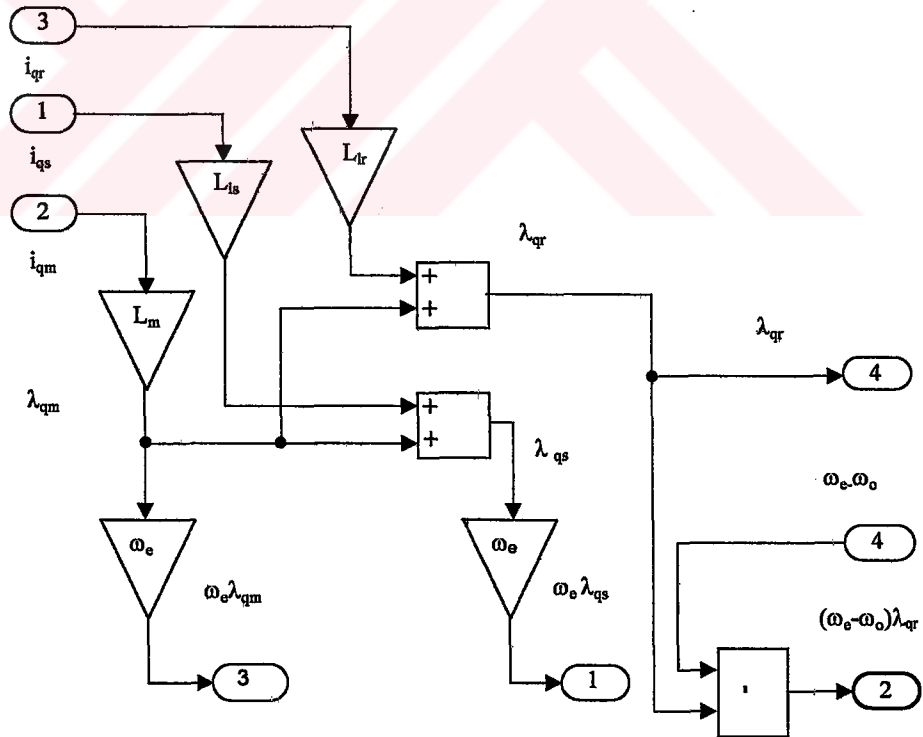 3
i_qr
1
i_qs
L_lr
L_ls
2
λ_qr
i_qm
+
+
L_m
λ_qr
4
λ_qm
+
+
λ_qs
ω_e-ω_o
ω_e
ω_e
4
ω_e λ_qm
ω_e λ_qs
(ω_e-ω_o)λ_qr
3
1
2